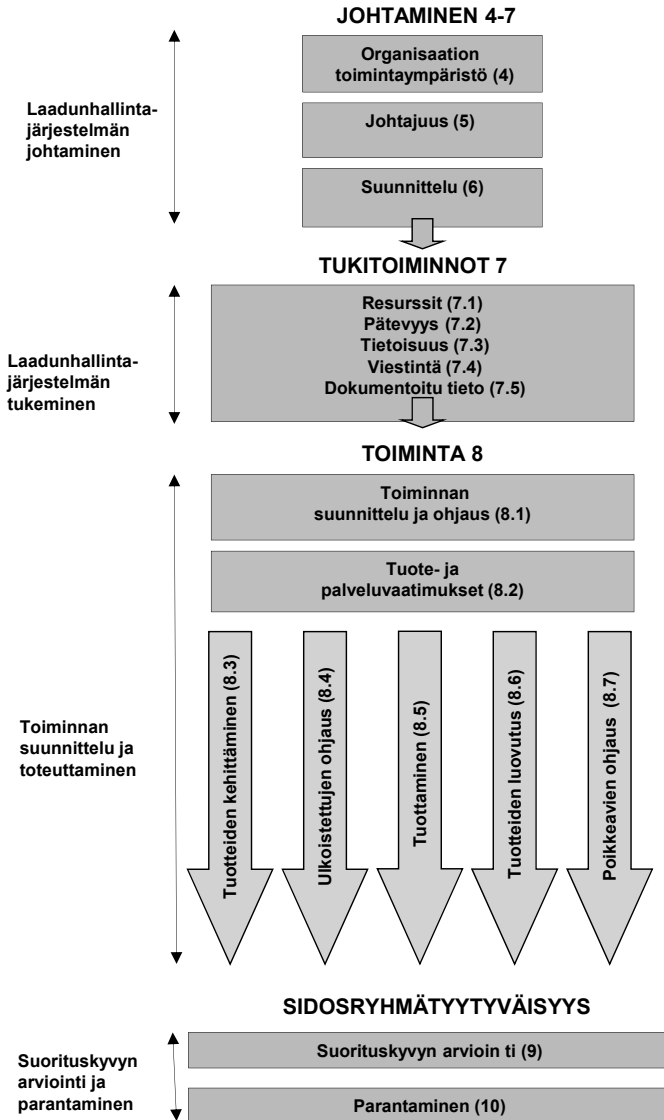 JOHTAMINEN 4-7
Organisaation
toimintaympäristö (4)
Laadunhallinta-
järjestelmän
johtaminen
Johtajuus (5)
Suunnittelu (6)
TUKITOIMINNOT 7
Resurssit (7.1)
Pätevyys (7.2)
Tietoisuus (7.3)
Viestintä (7.4)
Dokumentoitu tieto (7.5)
Laadunhallinta-
järjestelmän
tukeminen
TOIMINTA 8
Toiminnan
suunnittelu ja ohjaus (8.1)
Tuote- ja
palveluvaatimukset (8.2)
Toiminnan
suunnittelu ja
toteuttaminen
Tuotteiden kehittäminen (8.3)
Ulkoistettujen ohjaus (8.4)
Tuottaminen (8.5)
Tuotteiden luovutus (8.6)
Poikkeavien ohjaus (8.7)
SIDOSRYHMÄTYYTYVÄISYYS
Suorituskyvyn
arviointi ja
parantaminen
Suorituskyvyn arvioin ti (9)
Parantaminen (10)